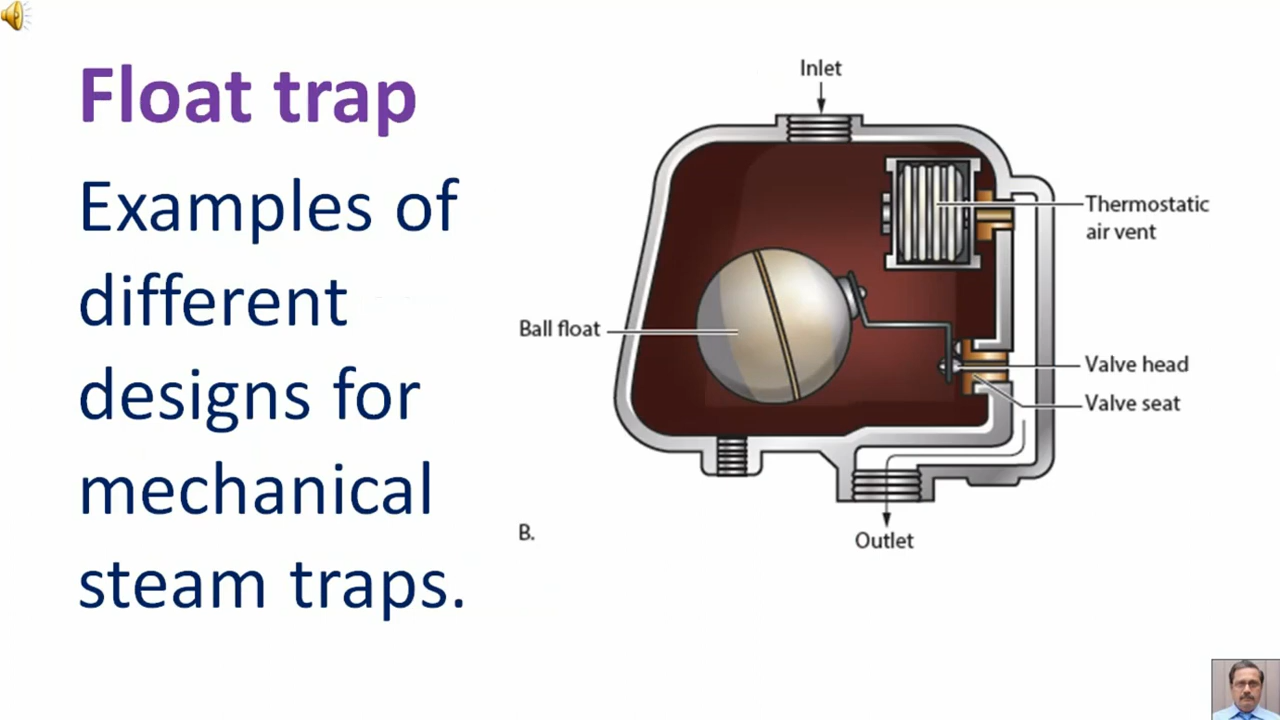 Float trap
Examples of
different
designs for
mechanical
steam traps.
Inlet
Thermostatic
air vent
Ball float
Valve head
Valve seat
B.
Outlet